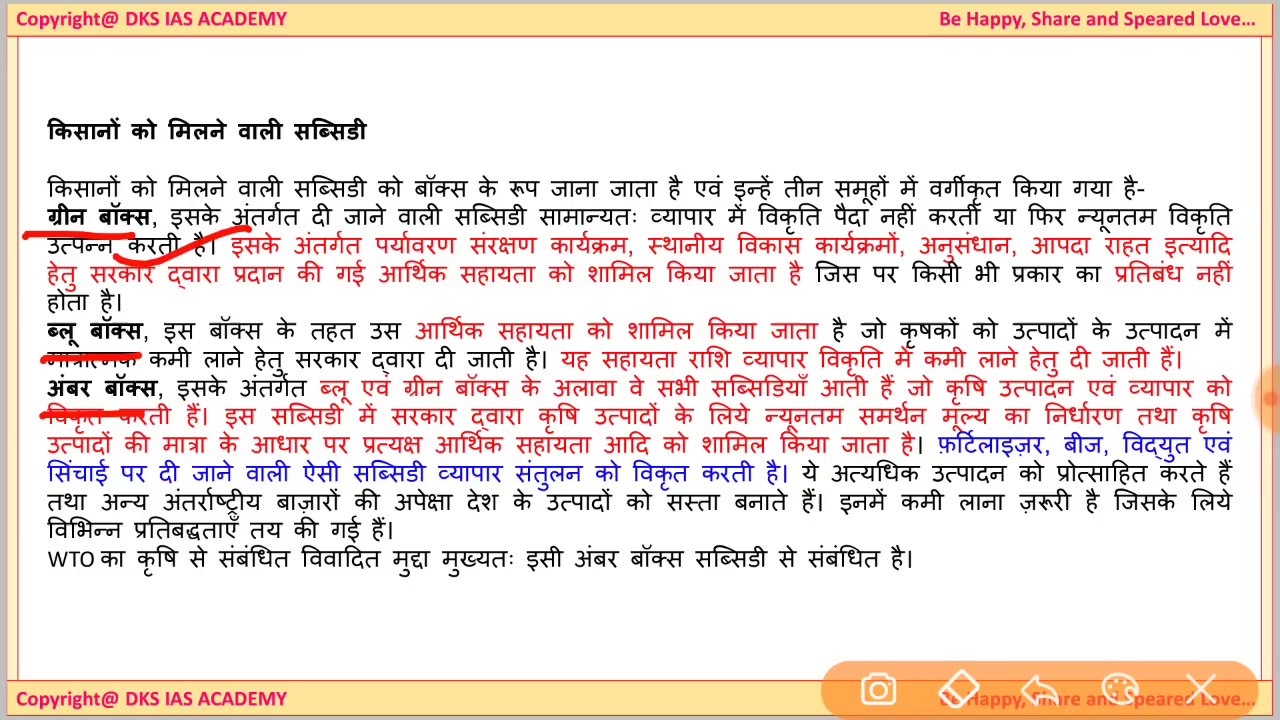 Copyright@ DKS IAS ACADEMY
Be Happy, Share and Speared Love...
किसानों को मिलने वाली सब्सिडी
किसानों को मिलने वाली सब्सिडी को बॉक्स के रूप जाना जाता है एवं इन्हें तीन समूहों में वर्गीकृत किया गया है-
ग्रीन बॉक्स, इसके अंतर्गत दी जाने वाली सब्सिडी सामान्यतः व्यापार में विकृति पैदा नहीं करती या फिर न्यूनतम विकृति
उत्पन्न करती है। इसके अंतर्गत पर्यावरण संरक्षण कार्यक्रम, स्थानीय विकास कार्यक्रमों, अनुसंधान, आपदा राहत इत्यादि
हेतु सरकार द्वारा प्रदान की गई आर्थिक सहायता को शामिल किया जाता है जिस पर किसी भी प्रकार का प्रतिबंध नहीं
होता है।
ब्लू बॉक्स, इस बॉक्स के तहत उस आर्थिक सहायता को शामिल किया जाता है जो कृषकों को उत्पादों के उत्पादन में
मात्रात्मक कमी लाने हेतु सरकार द्वारा दी जाती है। यह सहायता राशि व्यापार विकृति में कमी लाने हेतु दी जाती हैं।
अंबर बॉक्स, इसके अंतर्गत ब्लू एवं ग्रीन बॉक्स के अलावा वे सभी सब्सिडियाँ आती हैं जो कृषि उत्पादन एवं व्यापार को
विकृत करती हैं। इस सब्सिडी में सरकार द्वारा कृषि उत्पादों के लिये न्यूनतम समर्थन मूल्य का निर्धारण तथा कृषि
उत्पादों की मात्रा के आधार पर प्रत्यक्ष आर्थिक सहायता आदि को शामिल किया जाता है। फ़र्टिलाइज़र, बीज, विद्युत एवं
सिंचाई पर दी जाने वाली ऐसी सब्सिडी व्यापार संतुलन को विकृत करती है। ये अत्यधिक उत्पादन को प्रोत्साहित करते हैं
तथा अन्य अंतर्राष्ट्रीय बाज़ारों की अपेक्षा देश के उत्पादों को सस्ता बनाते हैं। इनमें कमी लाना ज़रूरी है जिसके लिये
विभिन्न प्रतिबद्धताएँ तय की गई हैं।
WTO का कृषि से संबंधित विवादित मुद्दा मुख्यतः इसी अंबर बॉक्स सब्सिडी से संबंधित है।
Copyright@ DKS IAS ACADEMY
Be Happy, Share and Speared Love...